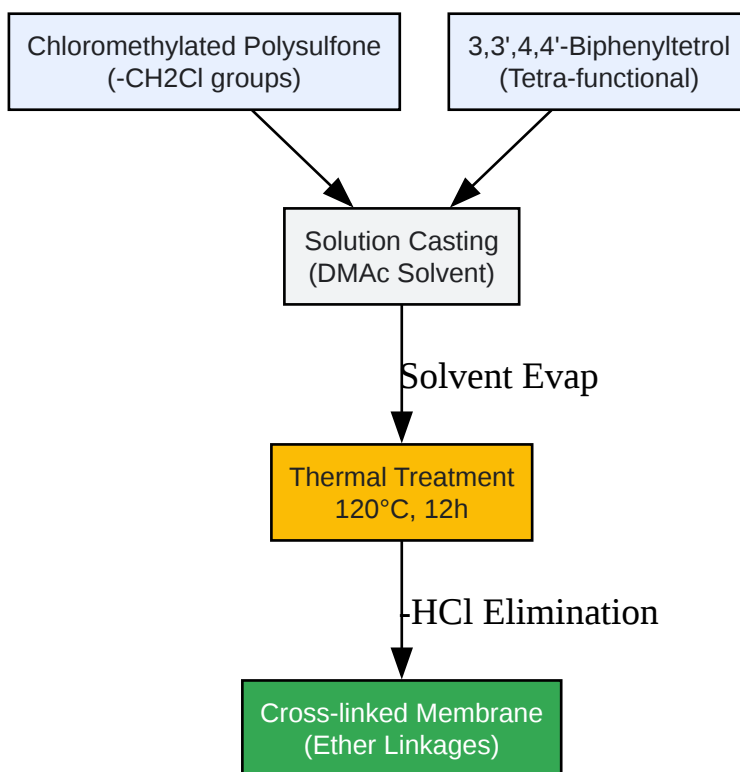 Chloromethylated Polysulfone
(-CH2Cl groups)
3,3',4,4'-Biphenyltetrol
(Tetra-functional)
Solution Casting
(DMAc Solvent)
Solvent Evap
Thermal Treatment
120°C, 12h
-HCl Elimination
Cross-linked Membrane
(Ether Linkages)